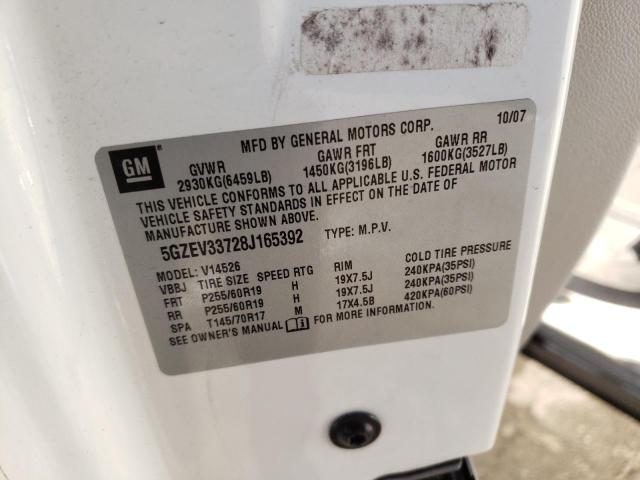 MFD BY GENERAL MOTORS CORP. 10/07
GM
GVWR GAWR FRT GAWR RR
2930KG(6459LB) 1450KG(3196LB) 1600KG(3527LB)
THIS VEHICLE CONFORMS TO ALL APPLICABLE U.S. FEDERAL MOTOR
VEHICLE SAFETY STANDARDS IN EFFECT ON THE DATE OF
MANUFACTURE SHOWN ABOVE.
5GZEV33728J165392 TYPE: M.P.V.
MODEL: V14526
VBBJ TIRE SIZE SPEED RTG RIM COLD TIRE PRESSURE
FRT P255/60R19 H 19X7.5J 240KPA(35PSI)
RR P255/60R19 H 19X7.5J 240KPA(35PSI)
SPA T145/70R17 M 17X4.5B 420KPA(60PSI)
SEE OWNER'S MANUAL FOR MORE INFORMATION.